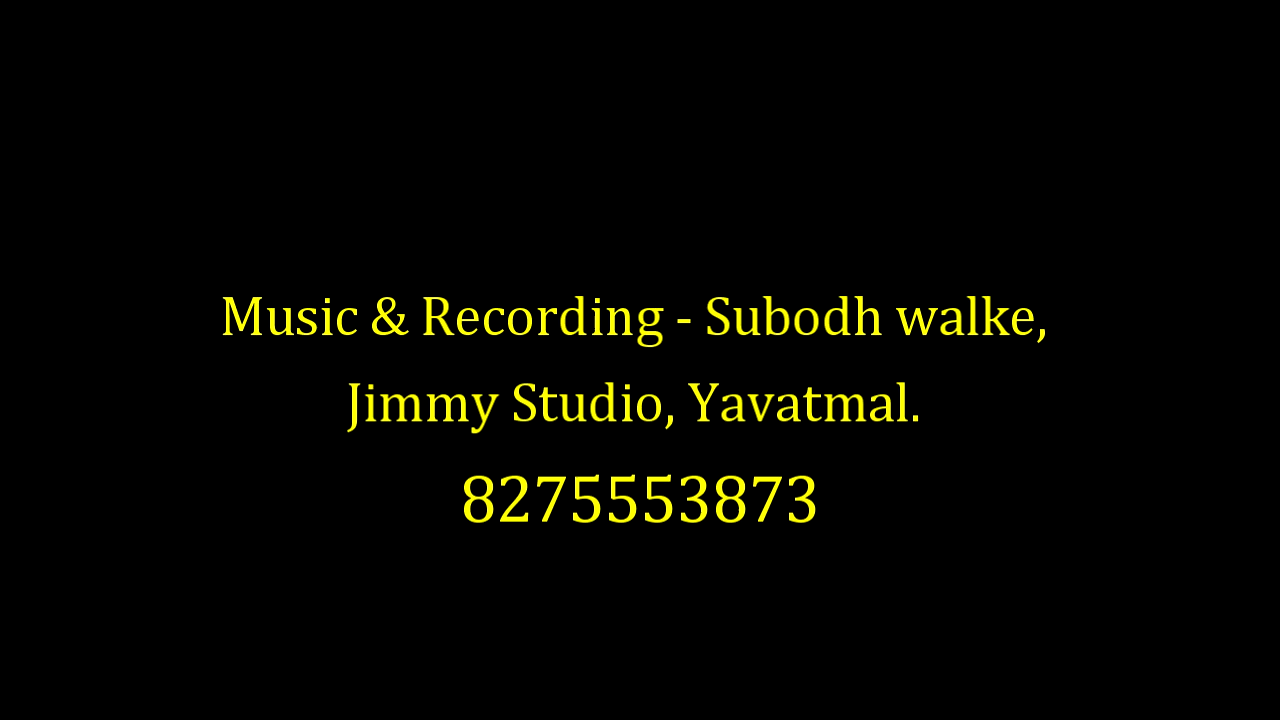 Music & Recording - Subodh walke,
Jimmy Studio, Yavatmal.
8275553873